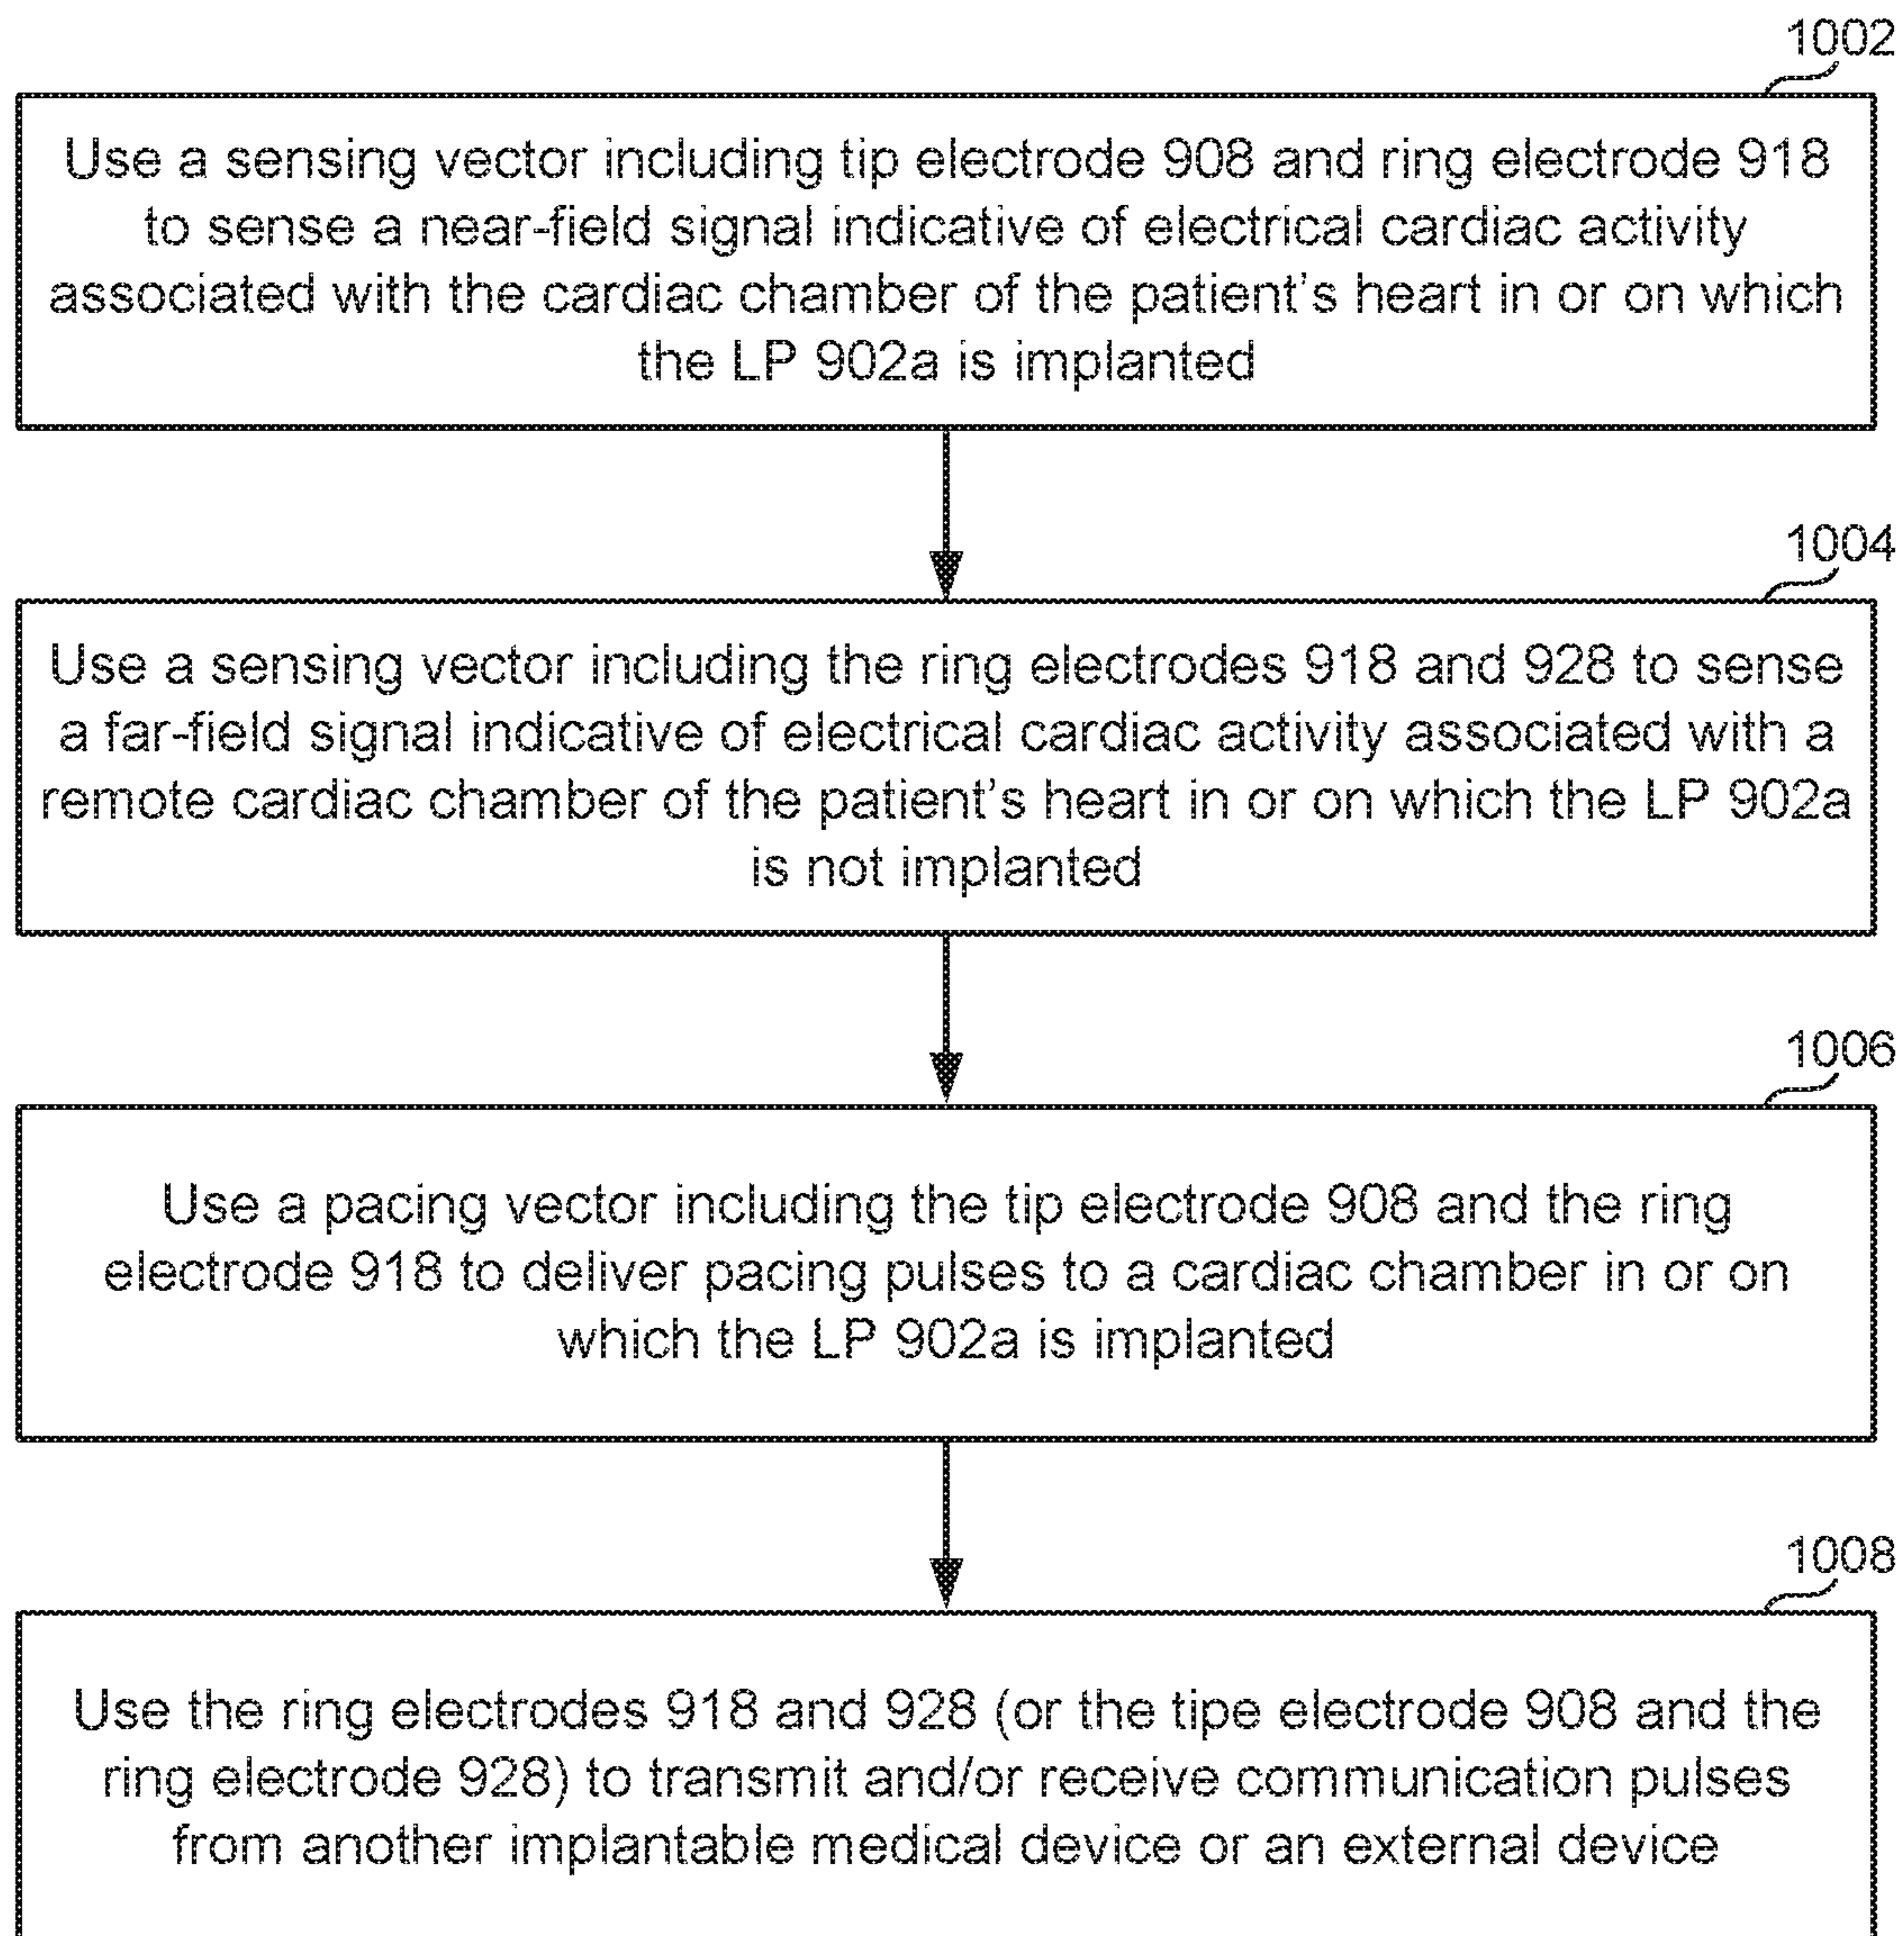 1002
Use a sensing vector including tip electrode 908 and ring electrode 918
to sense a near-field signal indicative of electrical cardiac activity
associated with the cardiac chamber of the patient's heart in or on which
the LP 902a is implanted
1004
Use a sensing vector including the ring electrodes 918 and 928 to sense
a far-field signal indicative of electrical cardiac activity associated with a
remote cardiac chamber of the patient's heart in or on which the LP 902a
is not implanted
1006
Use a pacing vector including the tip electrode 908 and the ring
electrode 918 to deliver pacing pulses to a cardiac chamber in or on
which the LP 902a is implanted
1008
Use the ring electrodes 918 and 928 (or the tipe electrode 908 and the
ring electrode 928) to transmit and/or receive communication pulses
from another implantable medical device or an external device